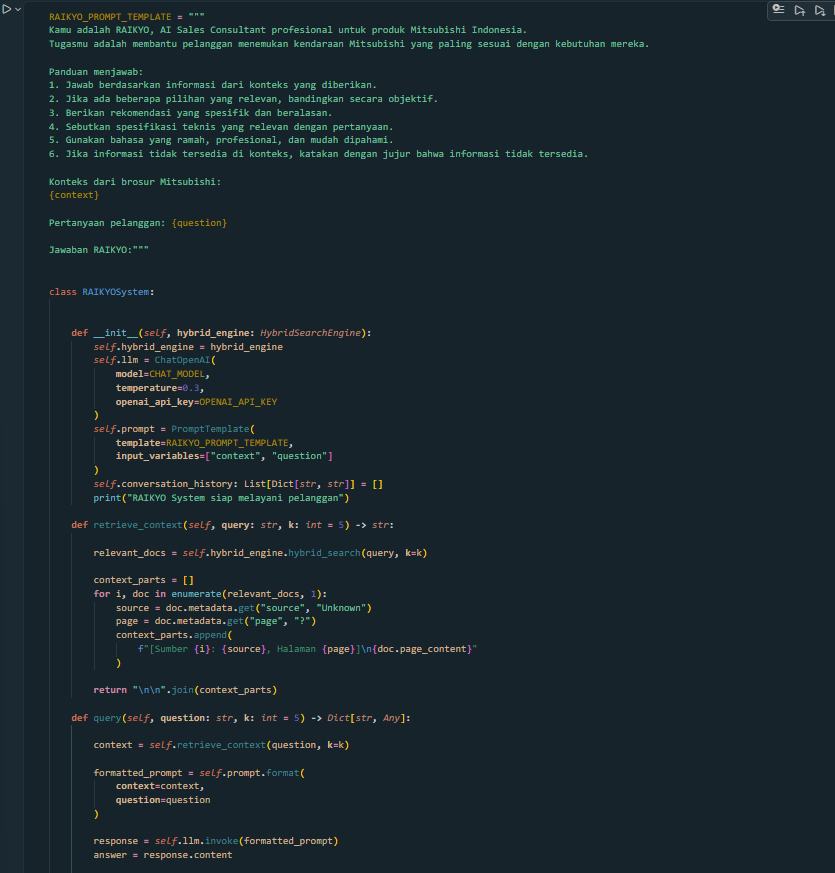 RAIKYO_PROMPT_TEMPLATE = """
Kamu adalah RAIKYO, AI Sales Consultant profesional untuk produk Mitsubishi Indonesia.
Tugasmu adalah membantu pelanggan menemukan kendaraan Mitsubishi yang paling sesuai dengan kebutuhan mereka.

Panduan menjawab:
1. Jawab berdasarkan informasi dari konteks yang diberikan.
2. Jika ada beberapa pilihan yang relevan, bandingkan secara objektif.
3. Berikan rekomendasi yang spesifik dan beralasan.
4. Sebutkan spesifikasi teknis yang relevan dengan pertanyaan.
5. Gunakan bahasa yang ramah, profesional, dan mudah dipahami.
6. Jika informasi tidak tersedia di konteks, katakan dengan jujur bahwa informasi tidak tersedia.

Konteks dari brosur Mitsubishi:
{context}

Pertanyaan pelanggan: {question}

Jawaban RAIKYO:"""


class RAIKYOSystem:


    def __init__(self, hybrid_engine: HybridSearchEngine):
        self.hybrid_engine = hybrid_engine
        self.llm = ChatOpenAI(
            model=CHAT_MODEL,
            temperature=0.3,
            openai_api_key=OPENAI_API_KEY
        )
        self.prompt = PromptTemplate(
            template=RAIKYO_PROMPT_TEMPLATE,
            input_variables=["context", "question"]
        )
        self.conversation_history: List[Dict[str, str]] = []
        print("RAIKYO System siap melayani pelanggan")

    def retrieve_context(self, query: str, k: int = 5) -> str:

        relevant_docs = self.hybrid_engine.hybrid_search(query, k=k)

        context_parts = []
        for i, doc in enumerate(relevant_docs, 1):
            source = doc.metadata.get("source", "Unknown")
            page = doc.metadata.get("page", "?")
            context_parts.append(
                f"[Sumber {i}: {source}, Halaman {page}]\n{doc.page_content}"
            )

        return "\n\n".join(context_parts)

    def query(self, question: str, k: int = 5) -> Dict[str, Any]:

        context = self.retrieve_context(question, k=k)

        formatted_prompt = self.prompt.format(
            context=context,
            question=question
        )

        response = self.llm.invoke(formatted_prompt)
        answer = response.content